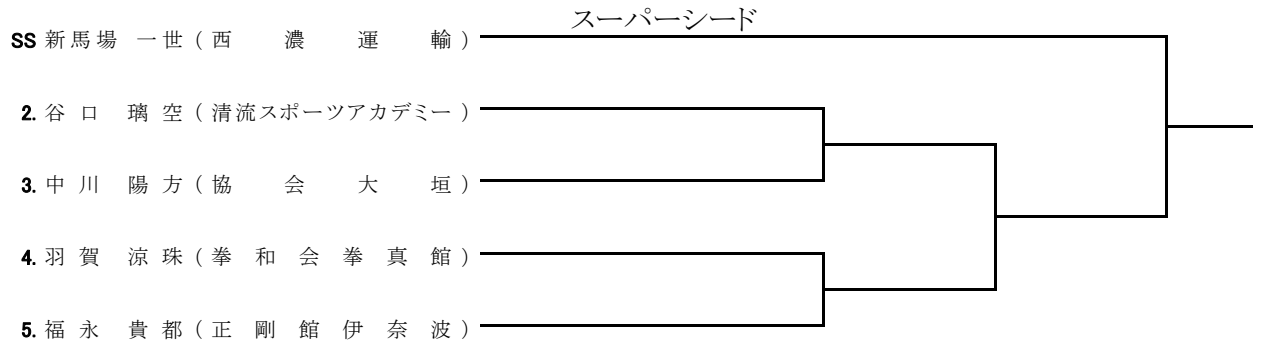 スーパーシード
SS 新馬場 一世 (西濃運輸)
2. 谷口 璃空 (清流スポーツアカデミー)
3. 中川 陽方 (協会大垣)
4. 羽賀 涼珠 (拳和会拳真館)
5. 福永 貴都 (正剛館伊奈波)